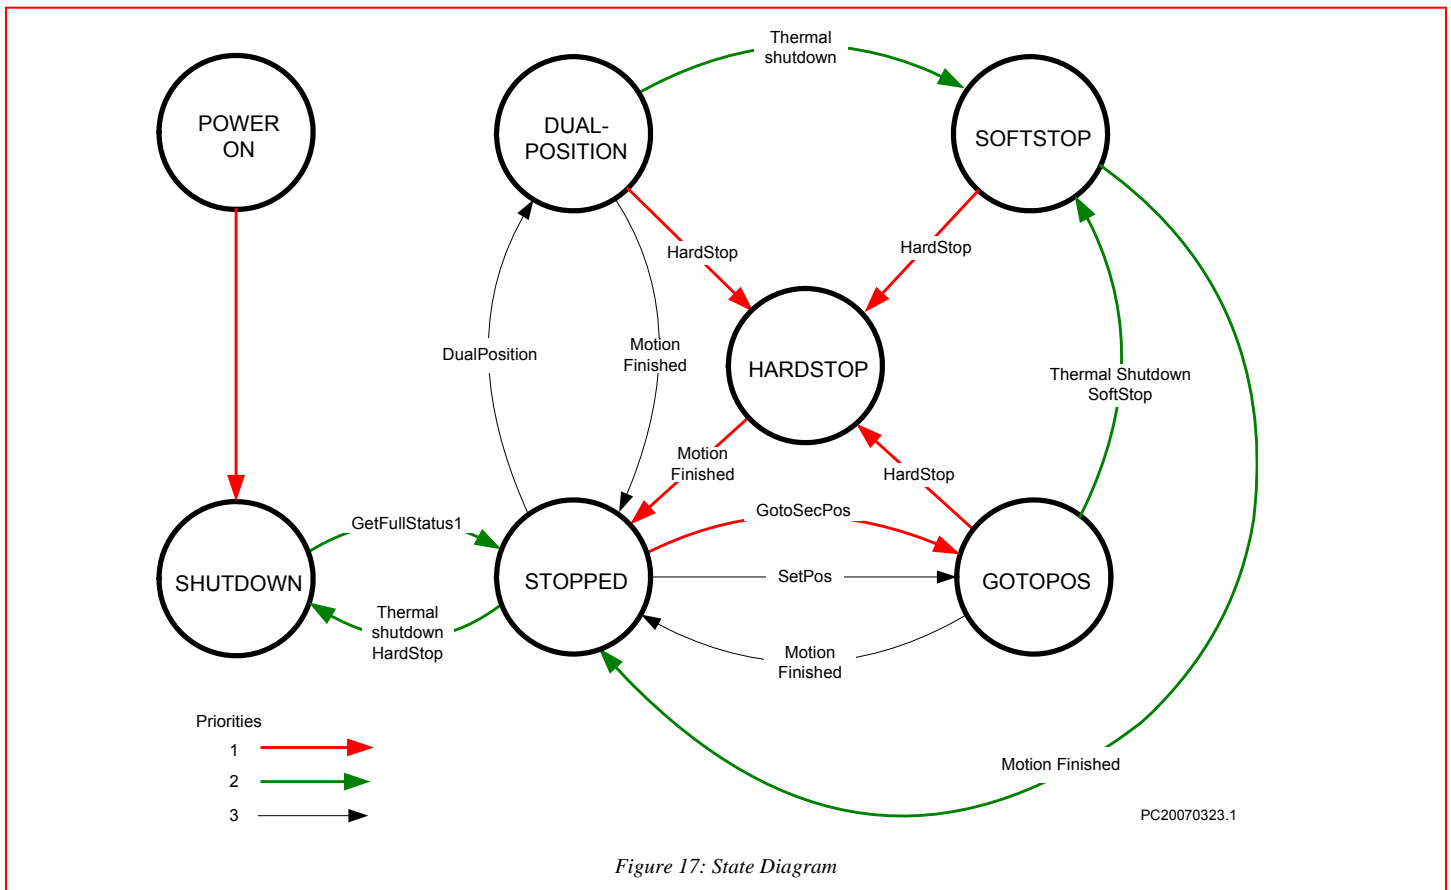 Thermal
shutdown
POWER
ON
DUAL-
POSITION
SOFTSTOP
HardStop
HardStop
DualPosition
Motion
Finished
HARDSTOP
Thermal Shutdown
SoftStop
Motion
Finished
HardStop
GetFullStatus1
GotoSecPos
SHUTDOWN
STOPPED
SetPos
GOTOPOS
Thermal
shutdown
HardStop
Motion
Finished
Priorities
1
2
3
Motion Finished
PC20070323.1
Figure 17: State Diagram